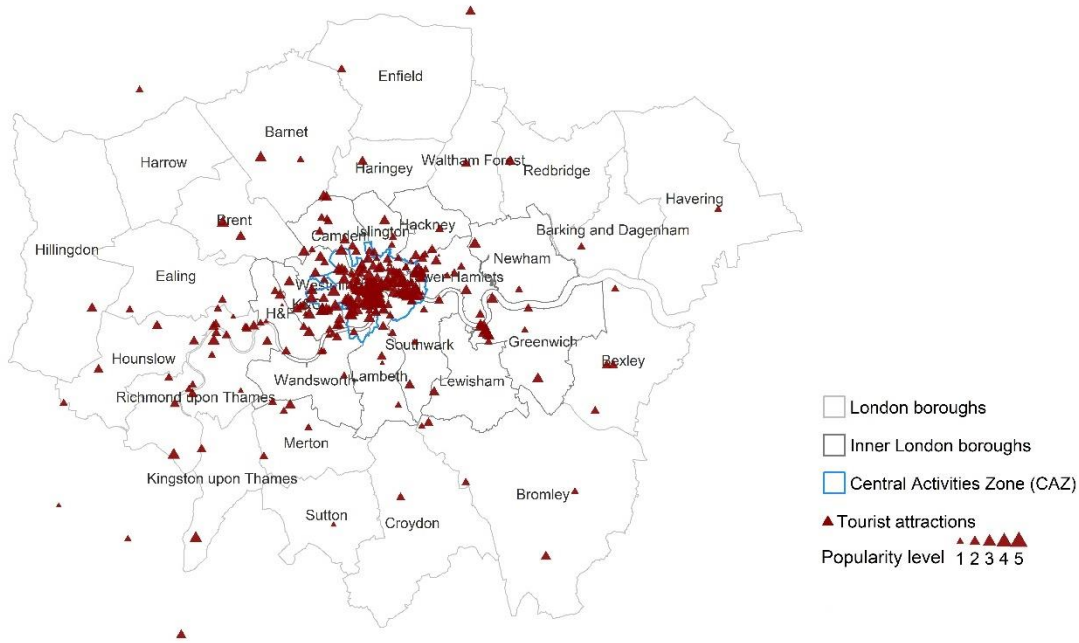 Enfield
Barnet
Harrow
Haringey
Waltham Forest
Redbridge
Havering
Brent
Camden
Islington
Hackney
Barking and Dagenham
Hillingdon
Newham
Ealing
Tower Hamlets
H&F
Hounslow
Southwark
Greenwich
Bexley
Wandsworth
Lambeth
Lewisham
Richmond upon Thames
Merton
Kingston upon Thames
Sutton
Croydon
Bromley
London boroughs
Inner London boroughs
Central Activities Zone (CAZ)
Tourist attractions
Popularity level 1 2 3 4 5